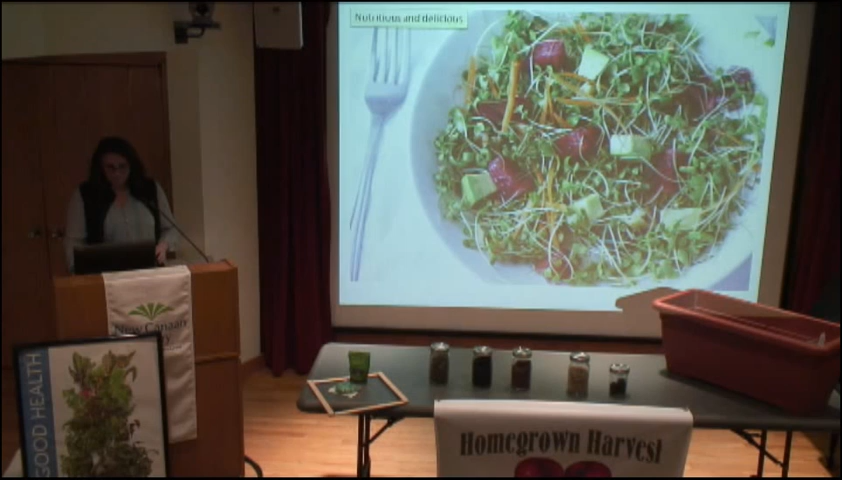 Nutritious and delicious
New Canaan
GOOD HEALTH
Homegrown Harvest